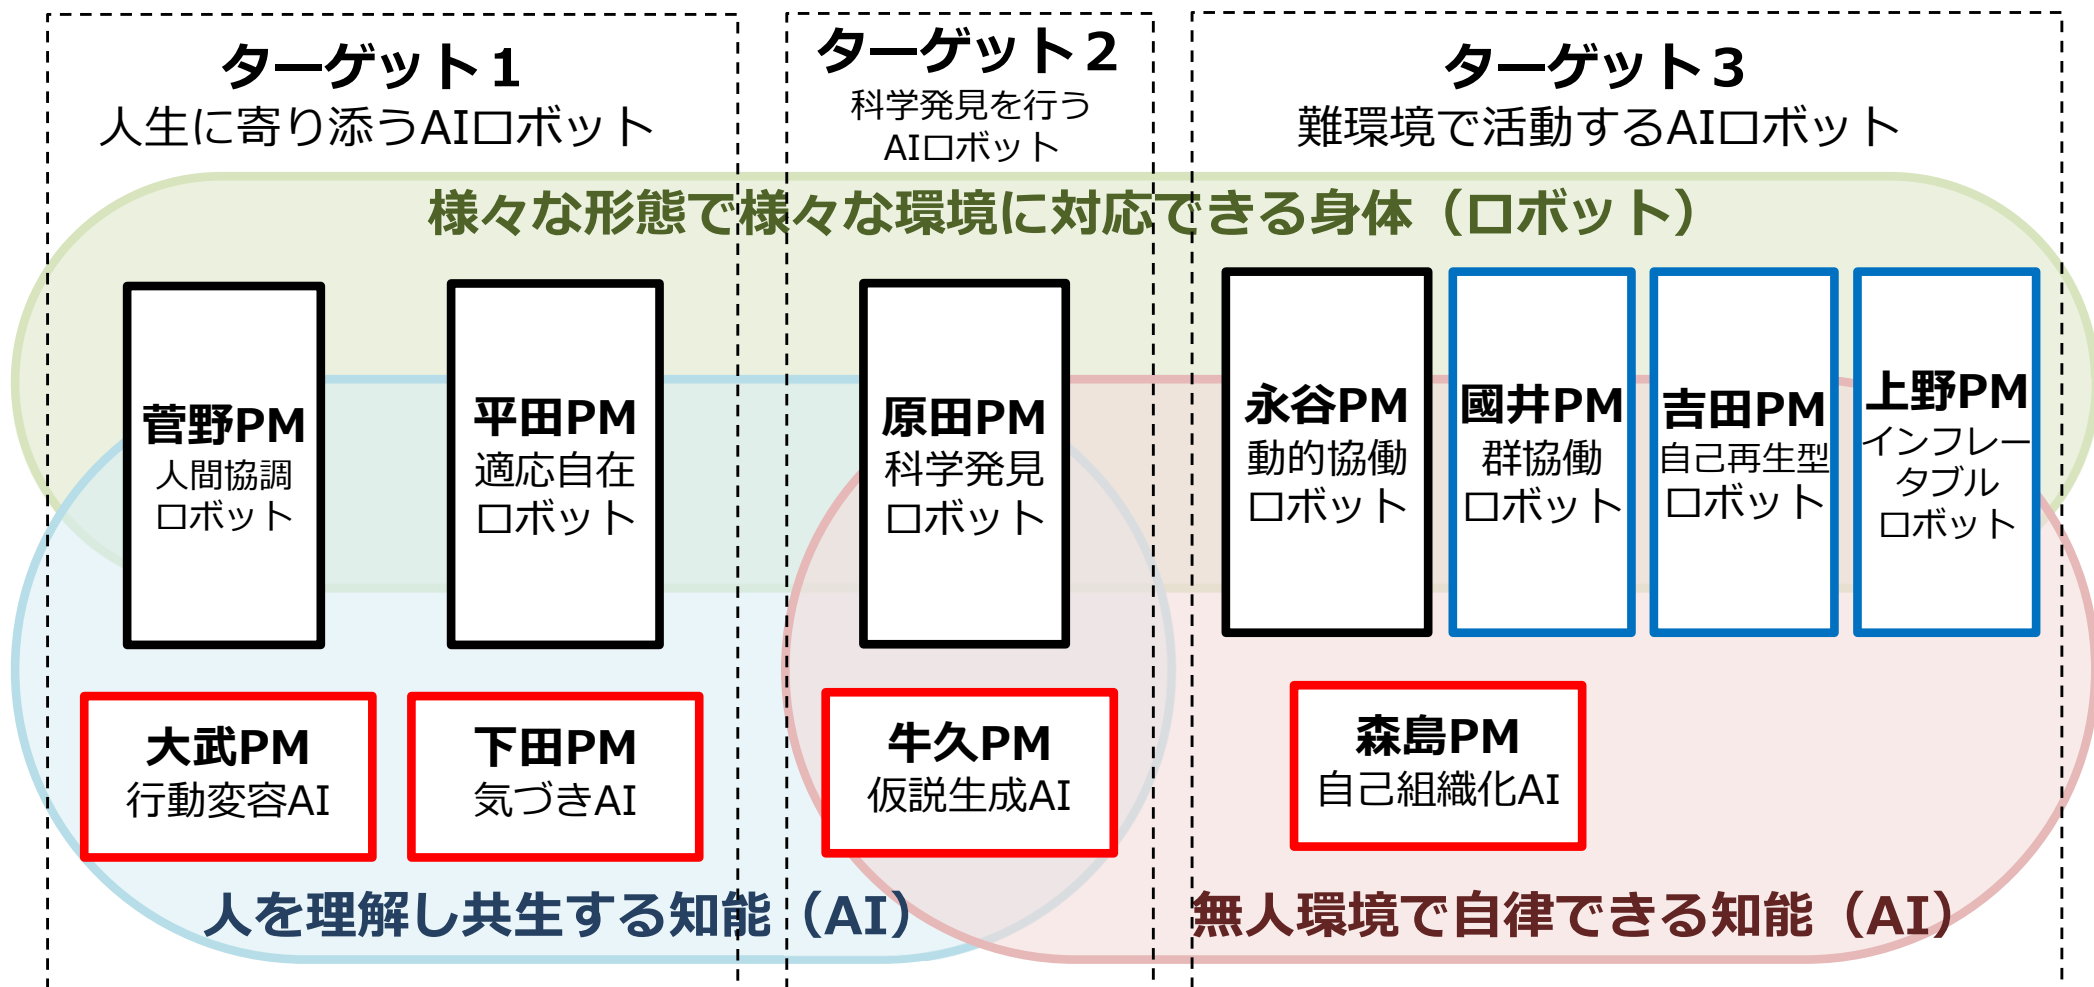 ターゲット１
人生に寄り添うAIロボット
ターゲット２
科学発見を行う
AIロボット
ターゲット３
難環境で活動するAIロボット
様々な形態で様々な環境に対応できる身体（ロボット）
菅野PM
人間協調
ロボット
平田PM
適応自在
ロボット
原田PM
科学発見
ロボット
永谷PM
動的協働
ロボット
國井PM
群協働
ロボット
吉田PM
自己再生型
ロボット
上野PM
インフレー
タブル
ロボット
大武PM
行動変容AI
下田PM
気づきAI
牛久PM
仮説生成AI
森島PM
自己組織化AI
人を理解し共生する知能（AI）
無人環境で自律できる知能（AI）